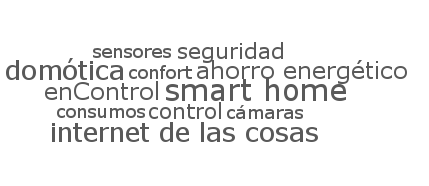 sensores seguridad
domótica confort ahorro energético
enControl smart home
consumos control cámaras
internet de las cosas